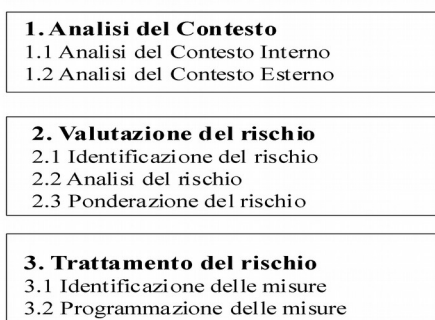 1. Analisi del Contesto
1.1 Analisi del Contesto Interno
1.2 Analisi del Contesto Esterno
2. Valutazione del rischio
2.1 Identificazione del rischio
2.2 Analisi del rischio
2.3 Ponderazione del rischio
3. Trattamento del rischio
3.1 Identificazione delle misure
3.2 Programmazione delle misure